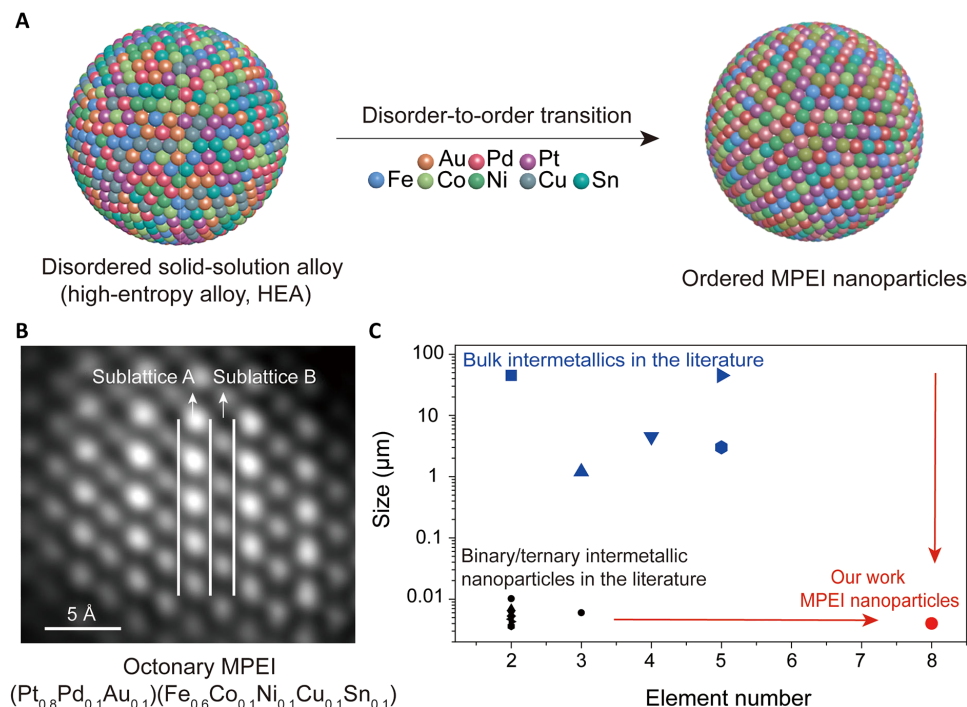 A
Disorder-to-order transition
Au Pd Pt
Fe Co Ni Cu Sn
Disordered solid-solution alloy
(high-entropy alloy, HEA)
Ordered MPEI nanoparticles
B
Sublattice A Sublattice B
5 Å
Octonary MPEI
(Pt0.8Pd0.1Au0.1)(Fe0.6Co0.1Ni0.1Cu0.1Sn0.1)
C
100
10
1
0.1
0.01
Size (μm)
Bulk intermetallics in the literature
Binary/ternary intermetallic
nanoparticles in the literature
Our work
MPEI nanoparticles
2 3 4 5 6 7 8
Element number